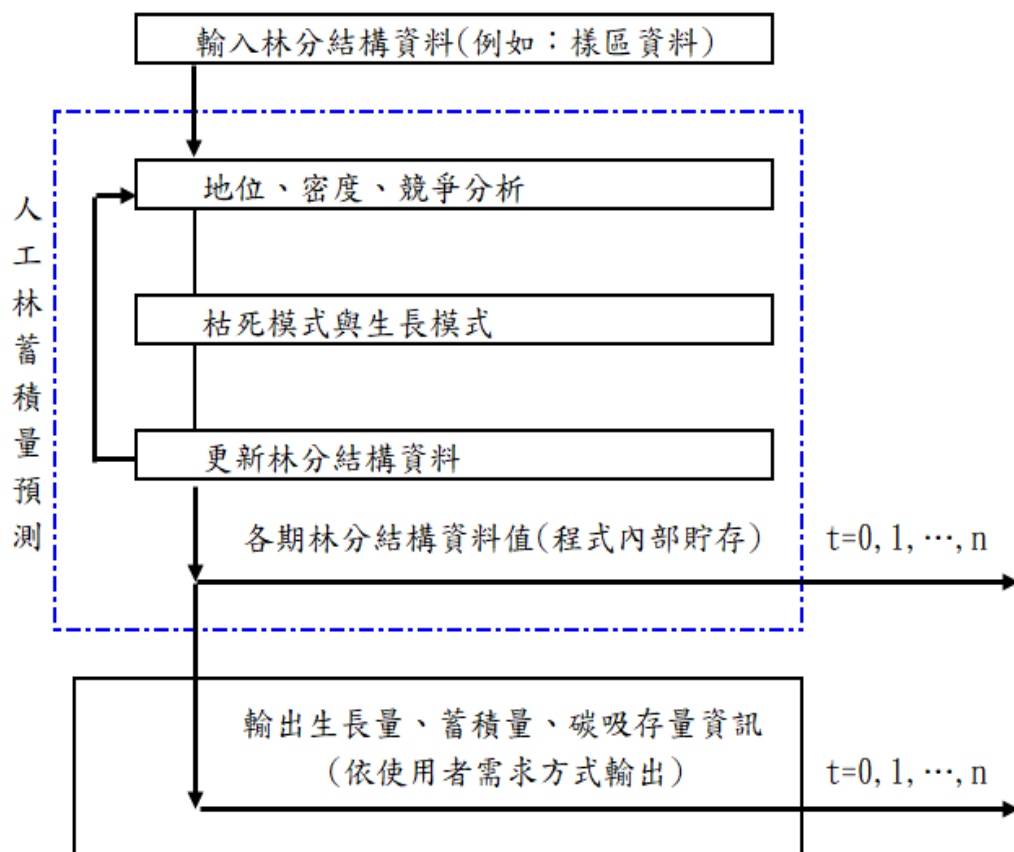 輸入林分結構資料(例如：樣區資料)
地位、密度、競爭分析
人工林蓄積量預測
枯死模式與生長模式
更新林分結構資料
各期林分結構資料值(程式內部貯存)
t=0, 1, …, n
輸出生長量、蓄積量、碳吸存量資訊
(依使用者需求方式輸出)
t=0, 1, …, n